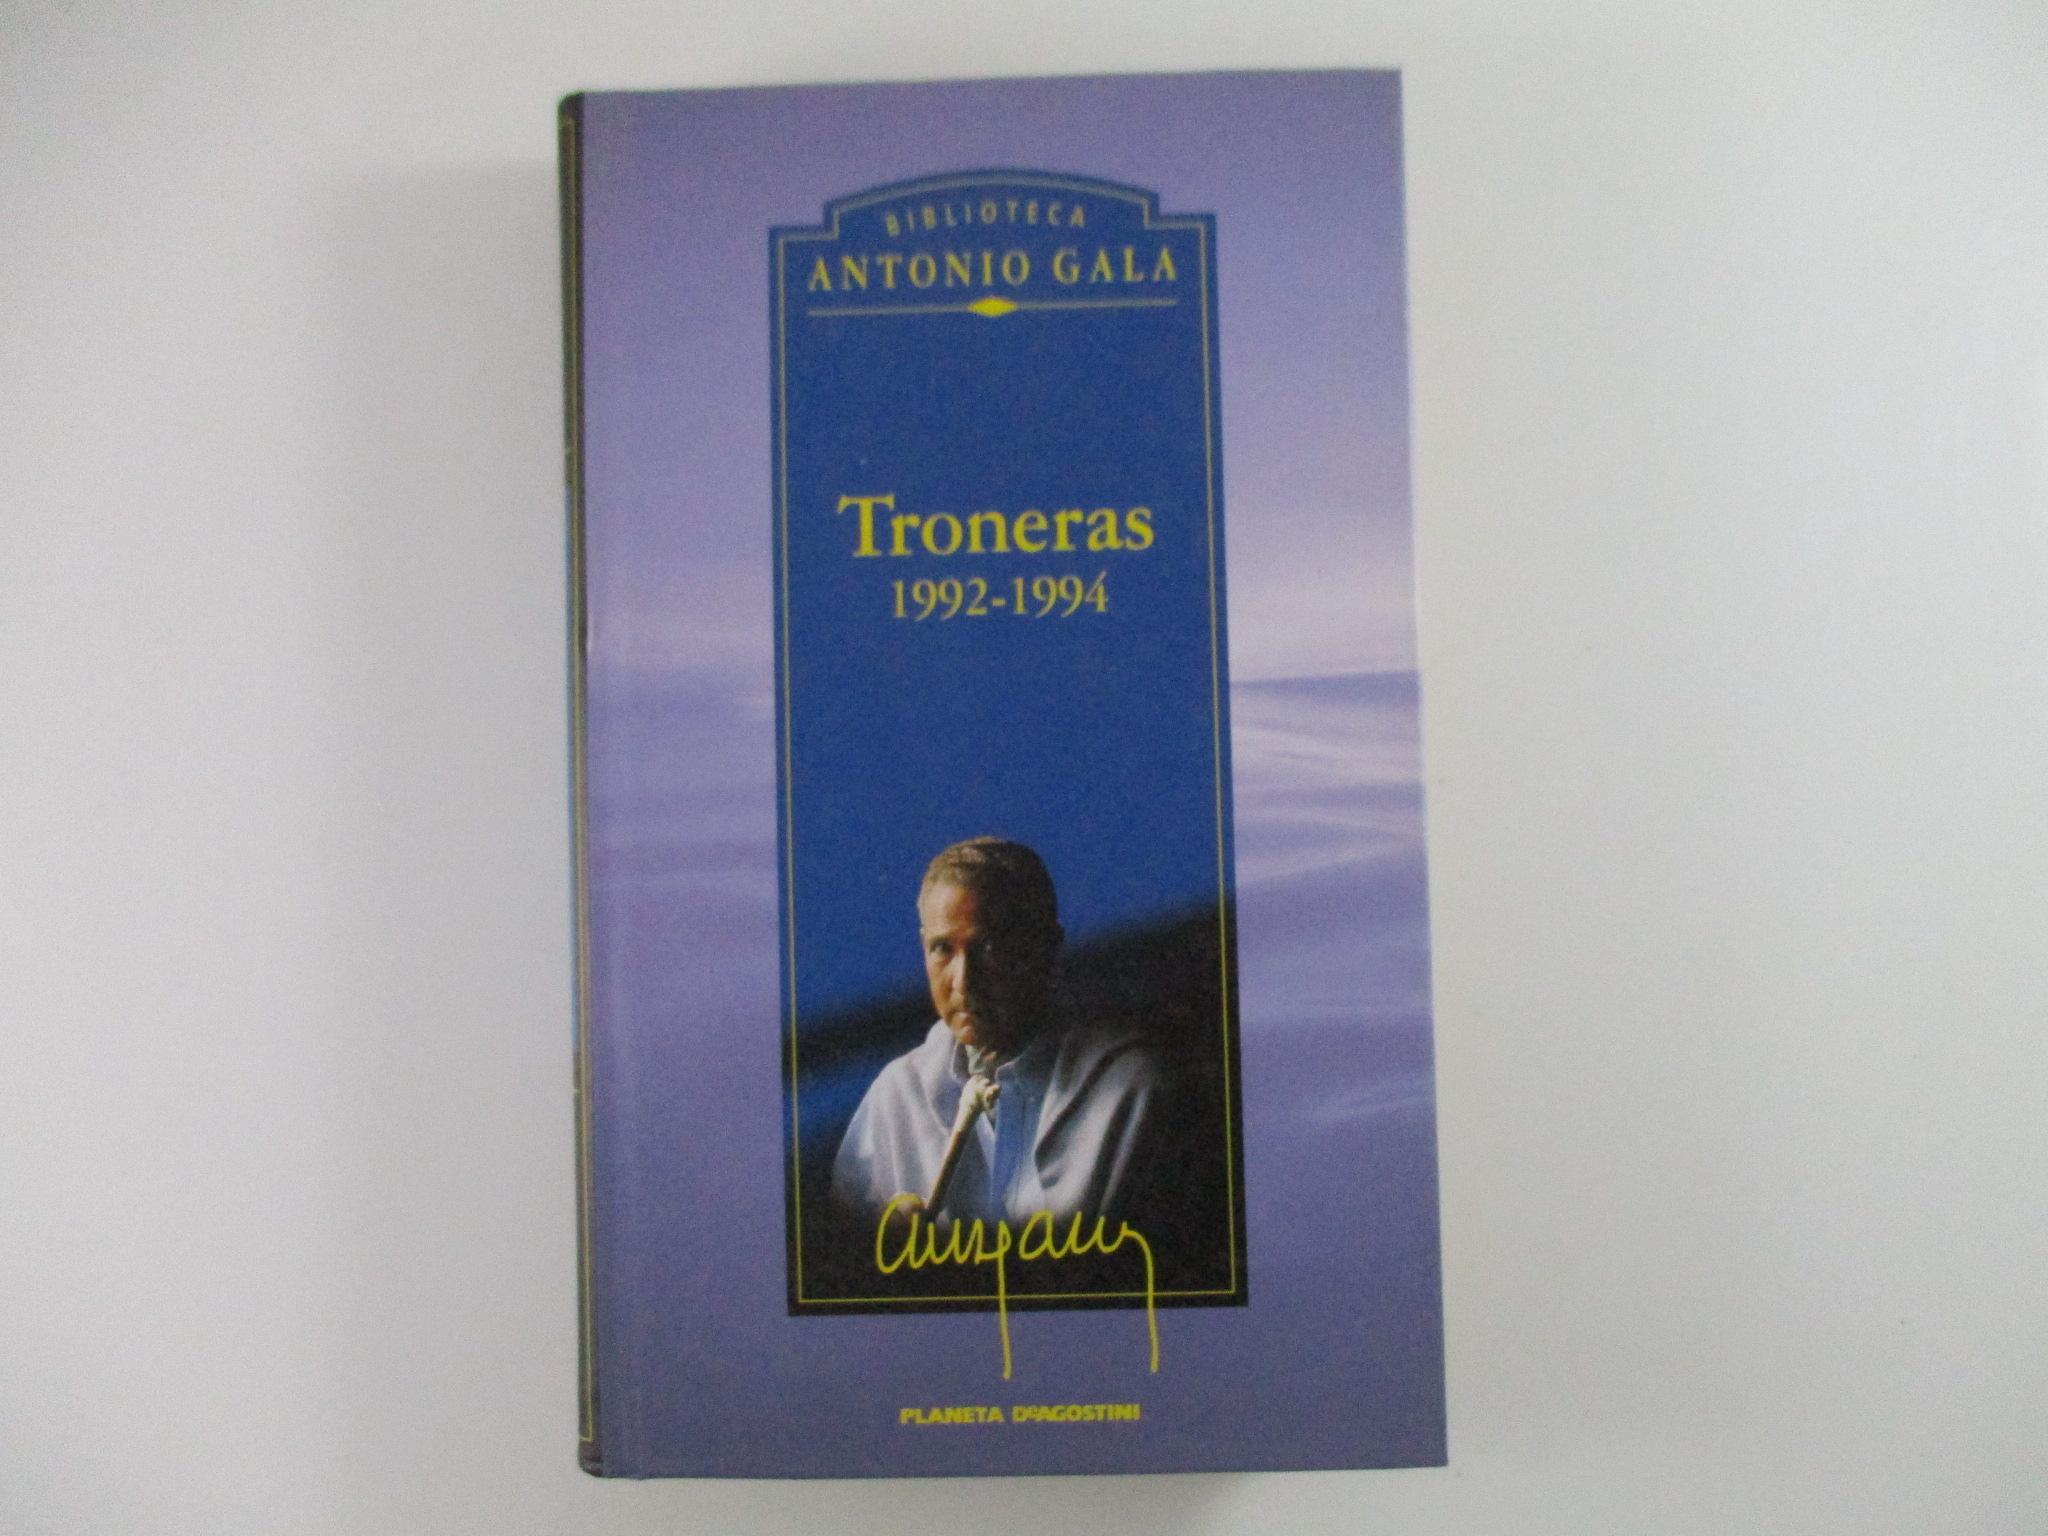 BIBLIOTECA
ANTONIO GALA
Troneras
1992-1994
PLANETA DeAGOSTINI